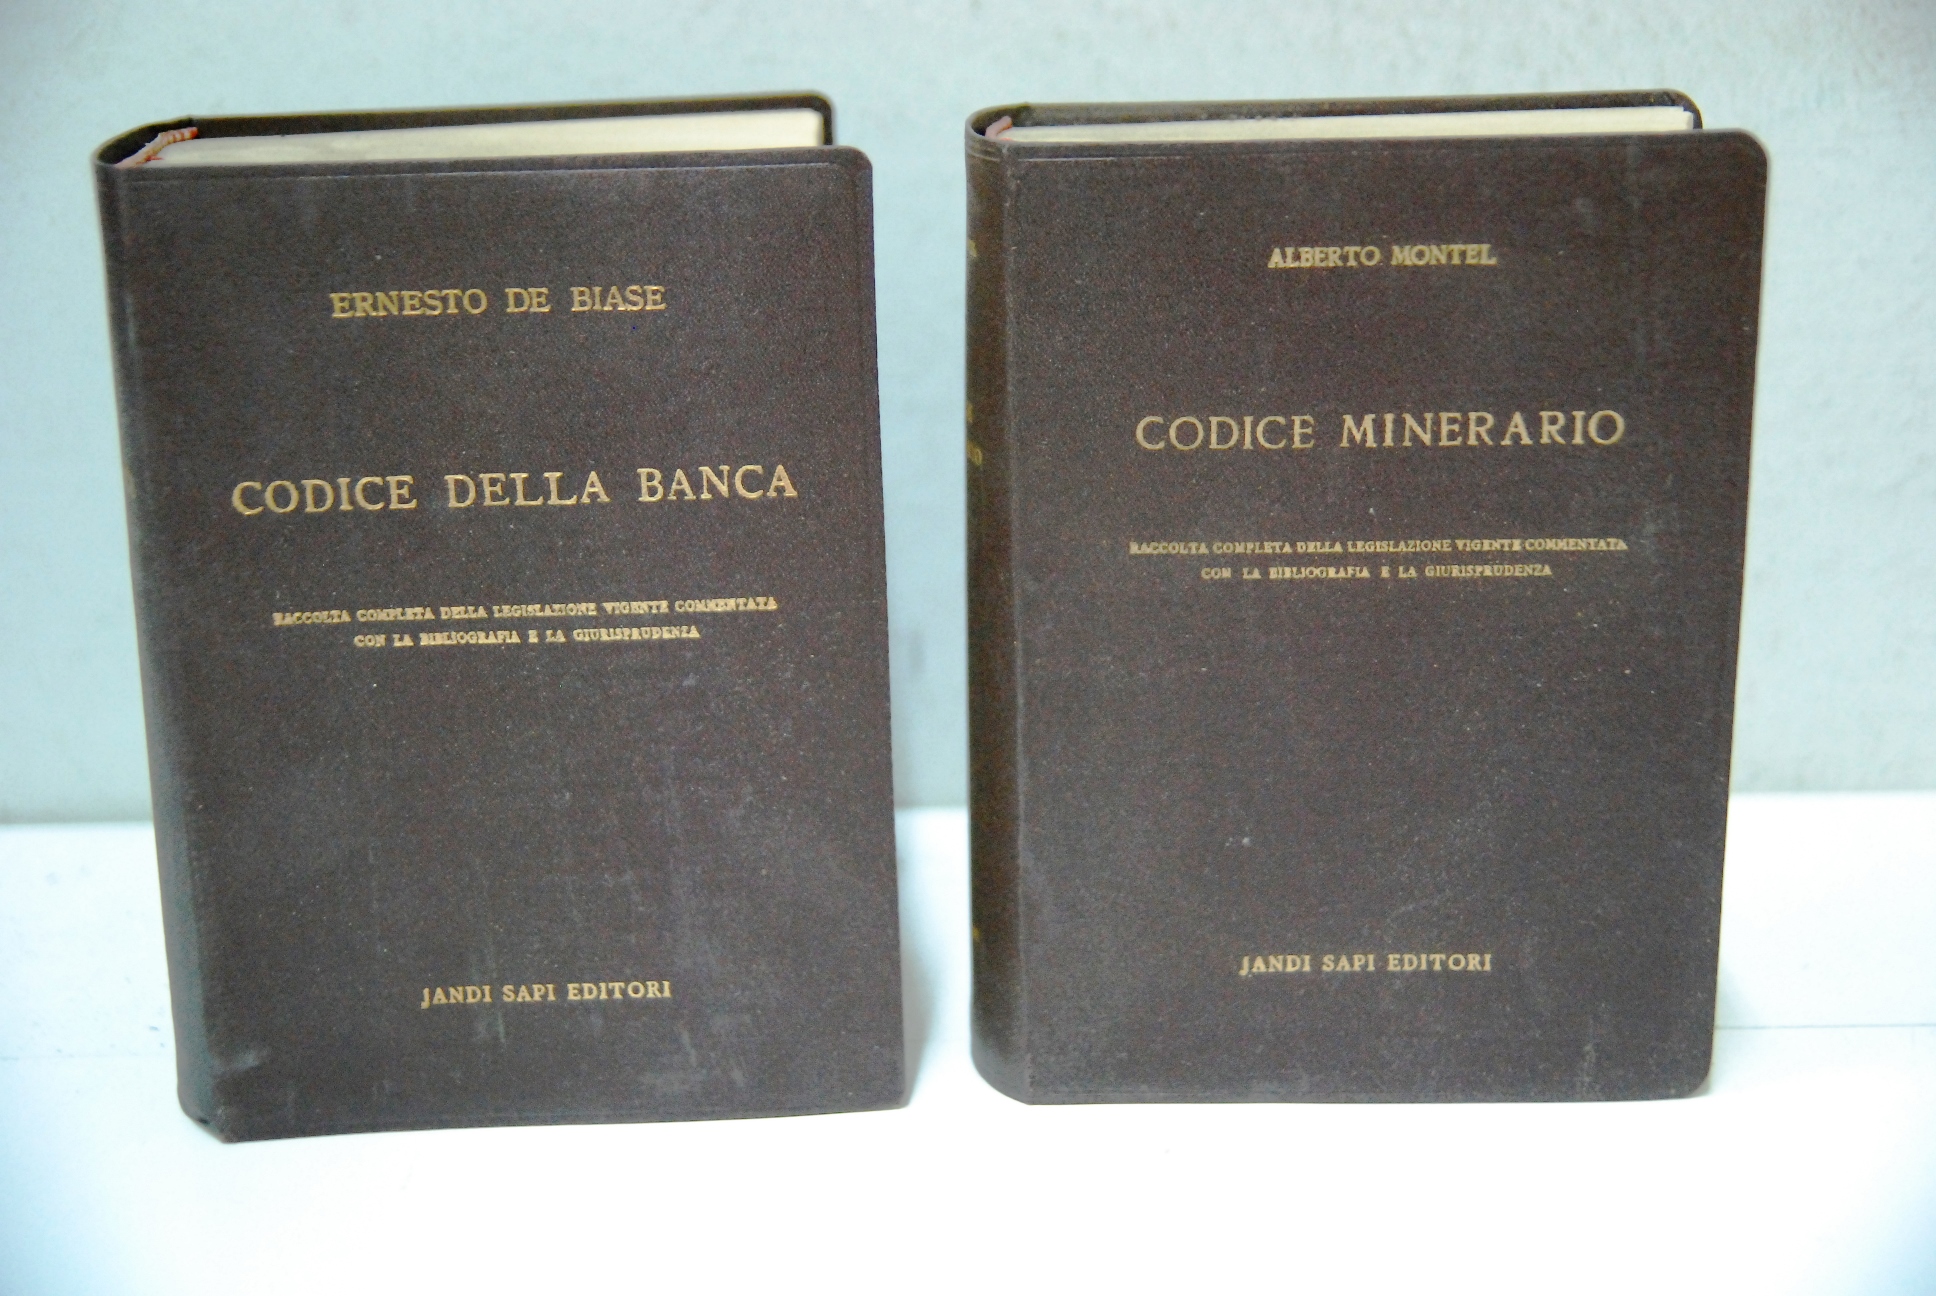 ERNESTO DE BIASE
CODICE DELLA BANCA
RACCOLTA COMPLETA DELLA LEGISLAZIONE VIGENTE COMMENTATA
CON LA BIBLIOGRAFIA E LA GIURISPRUDENZA
JANDI SAPI EDITORI
ALBERTO MONTEL
CODICE MINERARIO
RACCOLTA COMPLETA DELLA LEGISLAZIONE VIGENTE COMMENTATA
CON LA BIBLIOGRAFIA E LA GIURISPRUDENZA
JANDI SAPI EDITORI